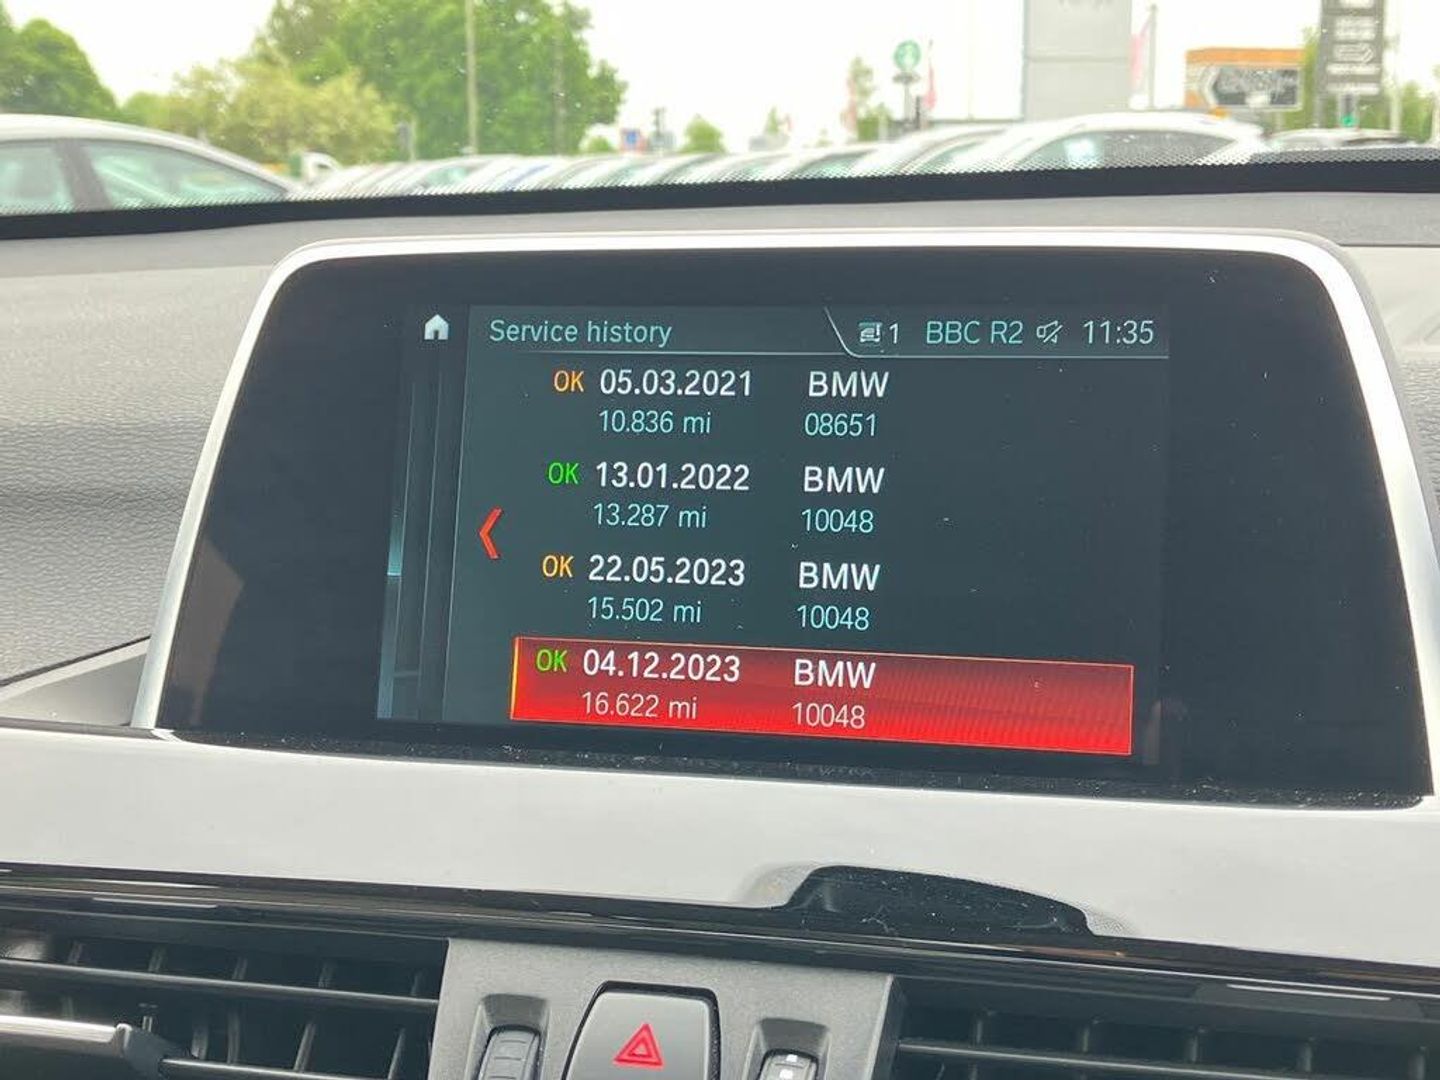 Service history
1 BBC R2 11:35
OK 05.03.2021 BMW
10.836 mi 08651
OK 13.01.2022 BMW
13.287 mi 10048
OK 22.05.2023 BMW
15.502 mi 10048
OK 04.12.2023 BMW
16.622 mi 10048